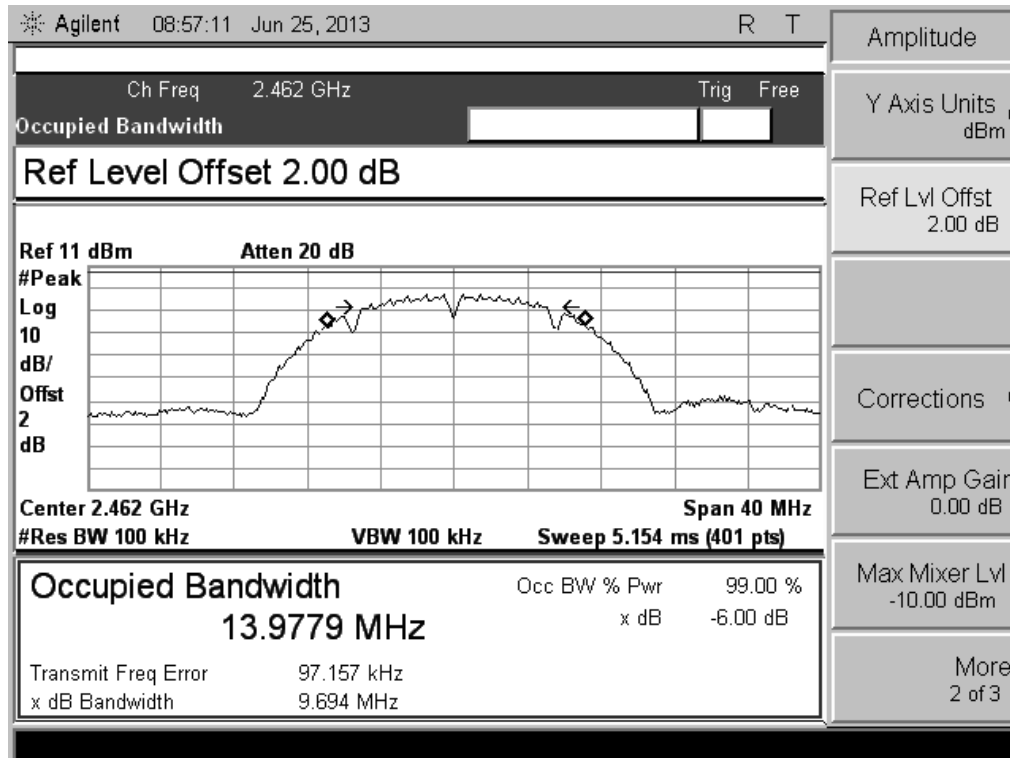 Agilent 08:57:11 Jun 25, 2013 R T
Ch Freq 2.462 GHz Trig Free
Occupied Bandwidth
Ref Level Offset 2.00 dB
Ref 11 dBm Atten 20 dB
#Peak
Log
10
dB/
Offst
2
dB
Center 2.462 GHz Span 40 MHz
#Res BW 100 kHz VBW 100 kHz Sweep 5.154 ms (401 pts)
Occupied Bandwidth
13.9779 MHz
Occ BW % Pwr 99.00 %
x dB -6.00 dB
Transmit Freq Error 97.157 kHz
x dB Bandwidth 9.694 MHz
Amplitude
Y Axis Units
dBm
Ref Lvl Offst
2.00 dB
Corrections
Ext Amp Gain
0.00 dB
Max Mixer Lvl
-10.00 dBm
More
2 of 3